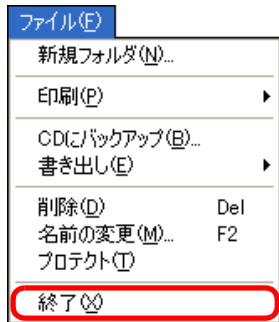 ファイル(F)
新規フォルダ(N)...
印刷(P)
CDにバックアップ(B)...
書き出し(E)
削除(D) Del
名前の変更(M)... F2
プロテクト(T)
終了(X)